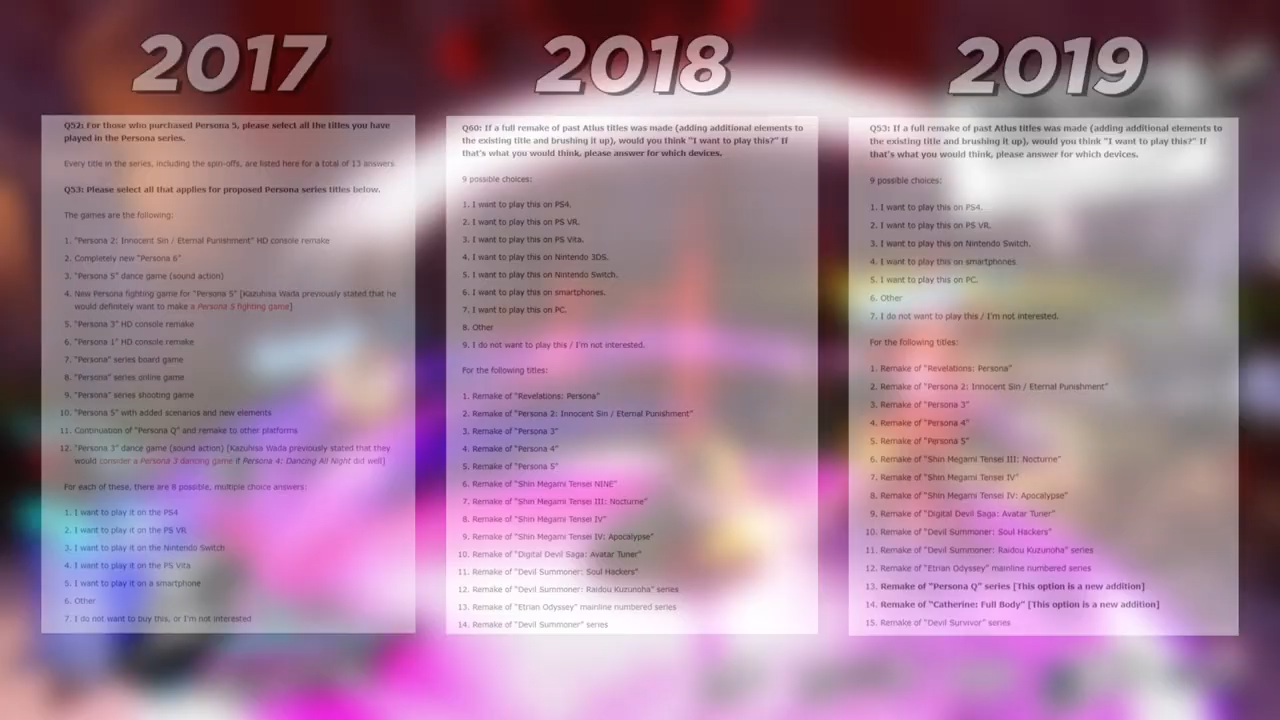 2017
Q52: For those who purchased Persona 5, please select all the titles you have
played in the Persona series.
Every title in the series, including the spin-offs, are listed here for a total of 13 answers
Q53: Please select all that applies for proposed Persona series titles below.
The games are the following:
1. "Persona 2: Innocent Sin / Eternal Punishment" HD console remake
2. Completely new "Persona 6"
3. "Persona 5" dance game (sound action)
4. New Persona fighting game for "Persona 5" [Kazuhisa Wada previously stated that he
would definitely want to make a Persona 5 fighting game]
5. "Persona 3" HD console remake
6. "Persona 1" HD console remake
7. "Persona" series board game
8. "Persona" series online game
9. "Persona" series shooting game
10. "Persona 5" with added scenarios and new elements
11. Continuation of "Persona Q" and remake to other platforms
12. "Persona 3" dance game (sound action) [Kazuhisa Wada previously stated that they
would consider a Persona 3 dancing game if Persona 4: Dancing All Night did well]
For each of these, there are 8 possible, multiple choice answers:
1. I want to play it on the PS4
2. I want to play it on the PS VR
3. I want to play it on the Nintendo Switch
4. I want to play it on the PS Vita
5. I want to play it on a smartphone
6. Other
7. I do not want to buy this, or I'm not interested
2018
Q60: If a full remake of past Atlus titles was made (adding additional elements to
the existing title and brushing it up), would you think "I want to play this?" If
that's what you would think, please answer for which devices.
9 possible choices:
1. I want to play this on PS4.
2. I want to play this on PS VR.
3. I want to play this on PS Vita.
4. I want to play this on Nintendo 3DS.
5. I want to play this on Nintendo Switch.
6. I want to play this on smartphones.
7. I want to play this on PC.
8. Other
9. I do not want to play this / I'm not interested.
For the following titles:
1. Remake of "Revelations: Persona"
2. Remake of "Persona 2: Innocent Sin / Eternal Punishment"
3. Remake of "Persona 3"
4. Remake of "Persona 4"
5. Remake of "Persona 5"
6. Remake of "Shin Megami Tensei NINE"
7. Remake of "Shin Megami Tensei III: Nocturne"
8. Remake of "Shin Megami Tensei IV"
9. Remake of "Shin Megami Tensei IV: Apocalypse"
10. Remake of "Digital Devil Saga: Avatar Tuner"
11. Remake of "Devil Summoner: Soul Hackers"
12. Remake of "Devil Summoner: Raidou Kuzunoha" series
13. Remake of "Etrian Odyssey" mainline numbered series
14. Remake of "Devil Summoner" series
2019
Q53: If a full remake of past Atlus titles was made (adding additional elements to
the existing title and brushing it up), would you think "I want to play this?" If
that's what you would think, please answer for which devices.
9 possible choices:
1. I want to play this on PS4.
2. I want to play this on PS VR.
3. I want to play this on Nintendo Switch.
4. I want to play this on smartphones.
5. I want to play this on PC.
6. Other
7. I do not want to play this / I'm not interested.
For the following titles:
1. Remake of "Revelations: Persona"
2. Remake of "Persona 2: Innocent Sin / Eternal Punishment"
3. Remake of "Persona 3"
4. Remake of "Persona 4"
5. Remake of "Persona 5"
6. Remake of "Shin Megami Tensei III: Nocturne"
7. Remake of "Shin Megami Tensei IV"
8. Remake of "Shin Megami Tensei IV: Apocalypse"
9. Remake of "Digital Devil Saga: Avatar Tuner"
10. Remake of "Devil Summoner: Soul Hackers"
11. Remake of "Devil Summoner: Raidou Kuzunoha" series
12. Remake of "Etrian Odyssey" mainline numbered series
13. Remake of "Persona Q" series [This option is a new addition]
14. Remake of "Catherine: Full Body" [This option is a new addition]
15. Remake of "Devil Survivor" series